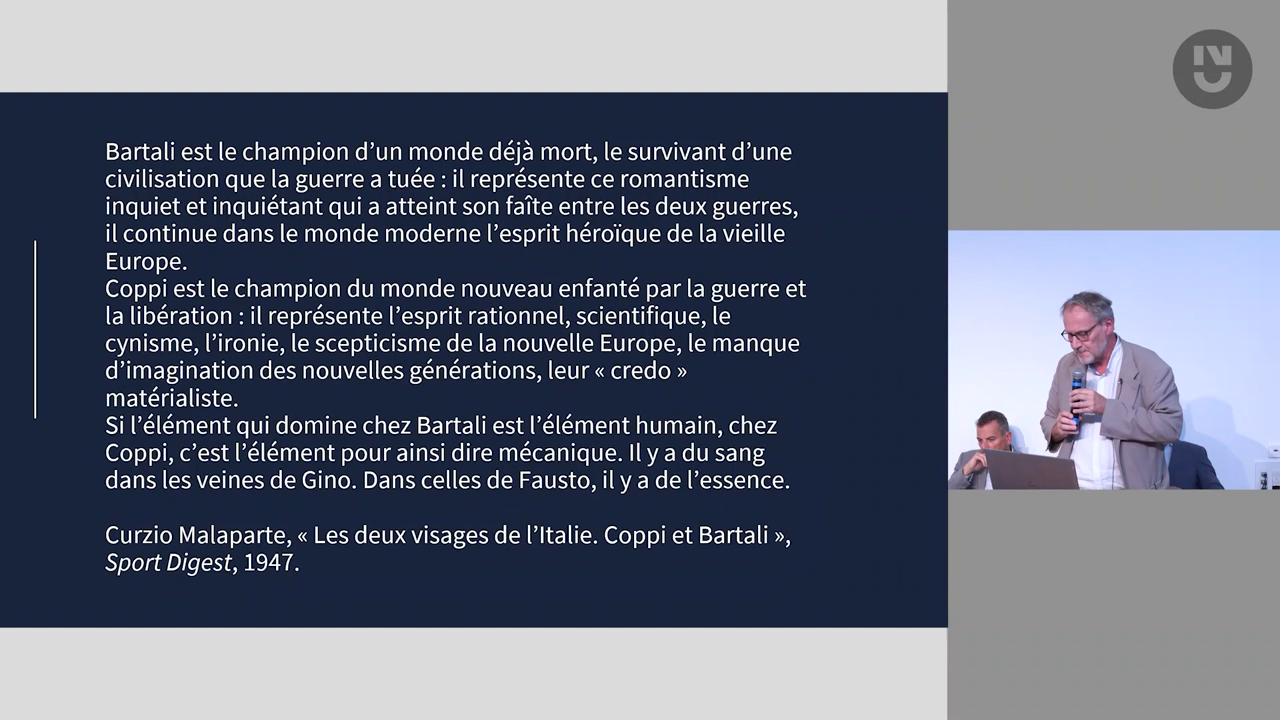 Bartali est le champion d’un monde déjà mort, le survivant d’une
civilisation que la guerre a tuée : il représente ce romantisme
inquiet et inquiétant qui a atteint son faîte entre les deux guerres,
il continue dans le monde moderne l’esprit héroïque de la vieille
Europe.
Coppi est le champion du monde nouveau enfanté par la guerre et
la libération : il représente l’esprit rationnel, scientifique, le
cynisme, l’ironie, le scepticisme de la nouvelle Europe, le manque
d’imagination des nouvelles générations, leur « credo »
matérialiste.
Si l’élément qui domine chez Bartali est l’élément humain, chez
Coppi, c’est l’élément pour ainsi dire mécanique. Il y a du sang
dans les veines de Gino. Dans celles de Fausto, il y a de l’essence.
Curzio Malaparte, « Les deux visages de l’Italie. Coppi et Bartali »,
Sport Digest, 1947.